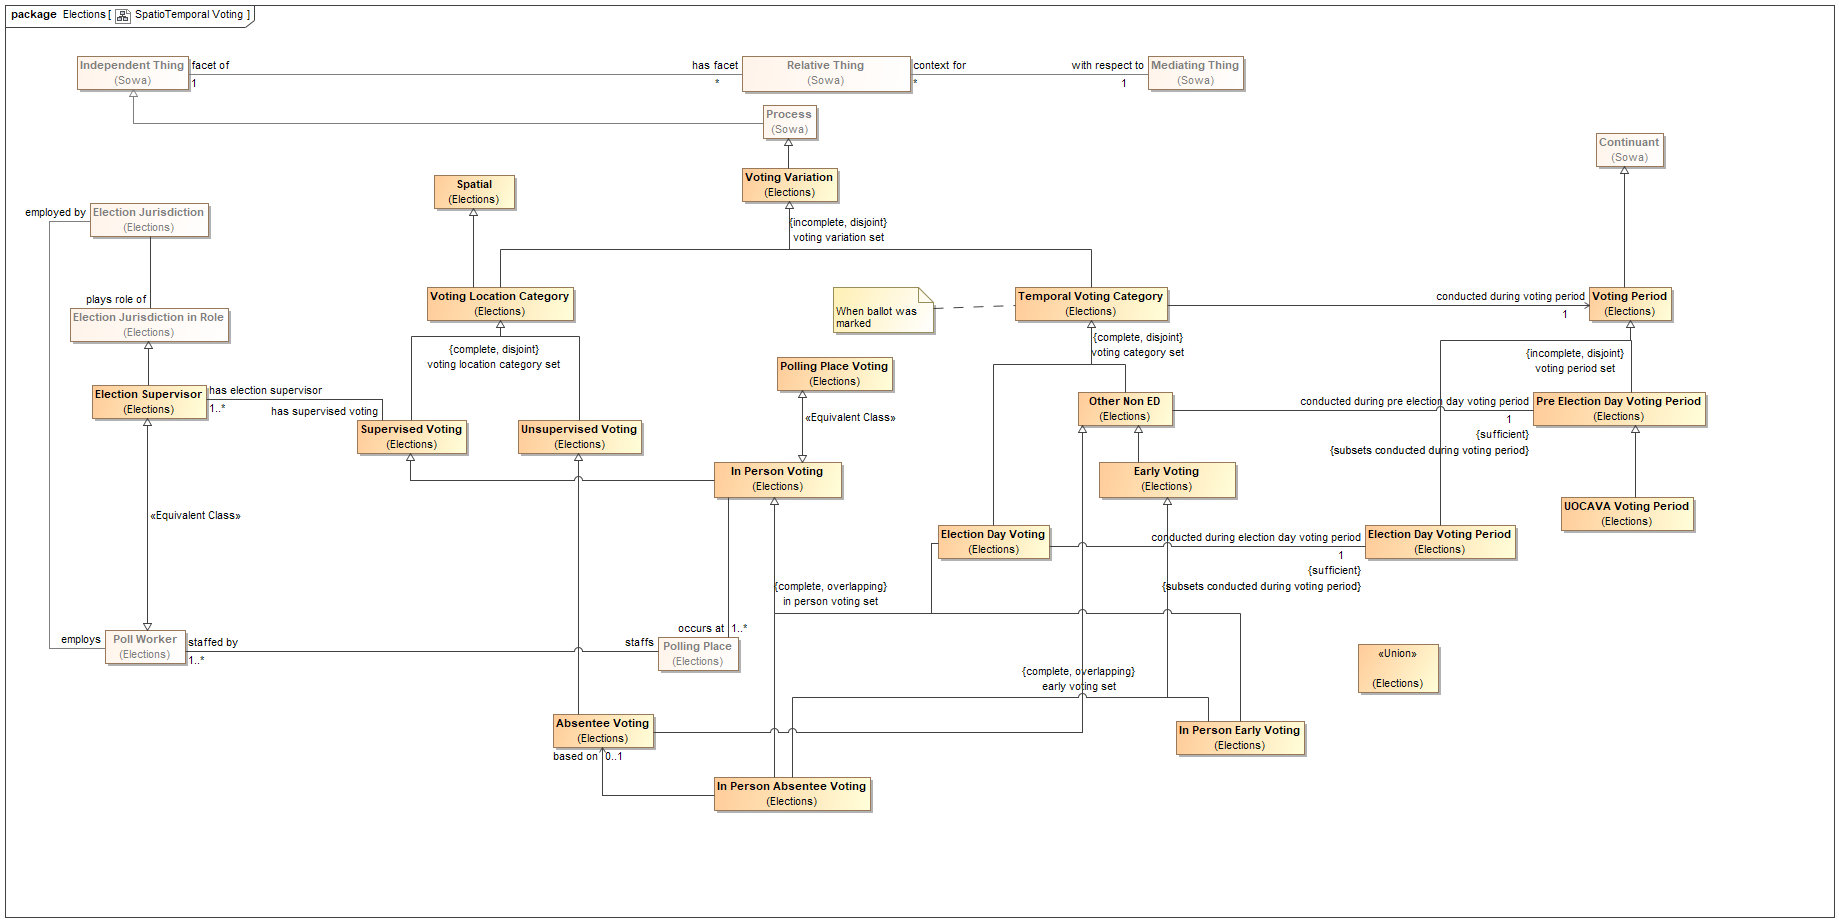 package Elections [ SpatioTemporal Voting ]
Independent Thing
(Sowa)
facet of
1
has facet
*
Relative Thing
(Sowa)
context for
*
with respect to
1
Mediating Thing
(Sowa)
Process
(Sowa)
Continuant
(Sowa)
Voting Variation
(Elections)
Spatial
(Elections)
employed by
Election Jurisdiction
(Elections)
{incomplete, disjoint}
voting variation set
plays role of
Election Jurisdiction in Role
(Elections)
Voting Location Category
(Elections)
When ballot was
marked
Temporal Voting Category
(Elections)
conducted during voting period
1
Voting Period
(Elections)
{complete, disjoint}
voting location category set
{complete, disjoint}
voting category set
{incomplete, disjoint}
voting period set
Polling Place Voting
(Elections)
Election Supervisor
(Elections)
has election supervisor
1..*
has supervised voting
Supervised Voting
(Elections)
Unsupervised Voting
(Elections)
«Equivalent Class»
Other Non ED
(Elections)
conducted during pre election day voting period
1
{sufficient}
{subsets conducted during voting period}
Pre Election Day Voting Period
(Elections)
In Person Voting
(Elections)
Early Voting
(Elections)
UOCAVA Voting Period
(Elections)
«Equivalent Class»
Election Day Voting
(Elections)
conducted during election day voting period
1
{sufficient}
{subsets conducted during voting period}
Election Day Voting Period
(Elections)
{complete, overlapping}
in person voting set
employs
Poll Worker
(Elections)
staffed by
1..*
staffs
occurs at
1..*
Polling Place
(Elections)
«Union»
(Elections)
{complete, overlapping}
early voting set
Absentee Voting
(Elections)
based on
0..1
In Person Early Voting
(Elections)
In Person Absentee Voting
(Elections)